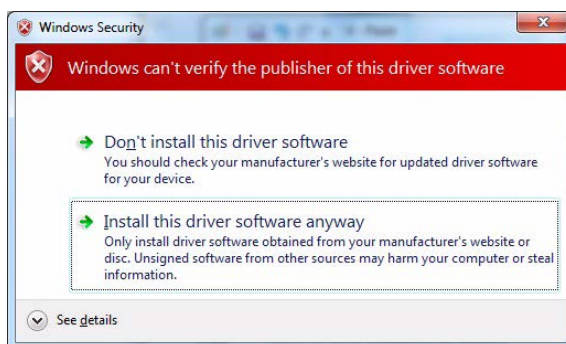 Windows Security
Windows can't verify the publisher of this driver software
Don't install this driver software
You should check your manufacturer's website for updated driver software
for your device.
Install this driver software anyway
Only install driver software obtained from your manufacturer's website or
disc. Unsigned software from other sources may harm your computer or steal
information.
See details